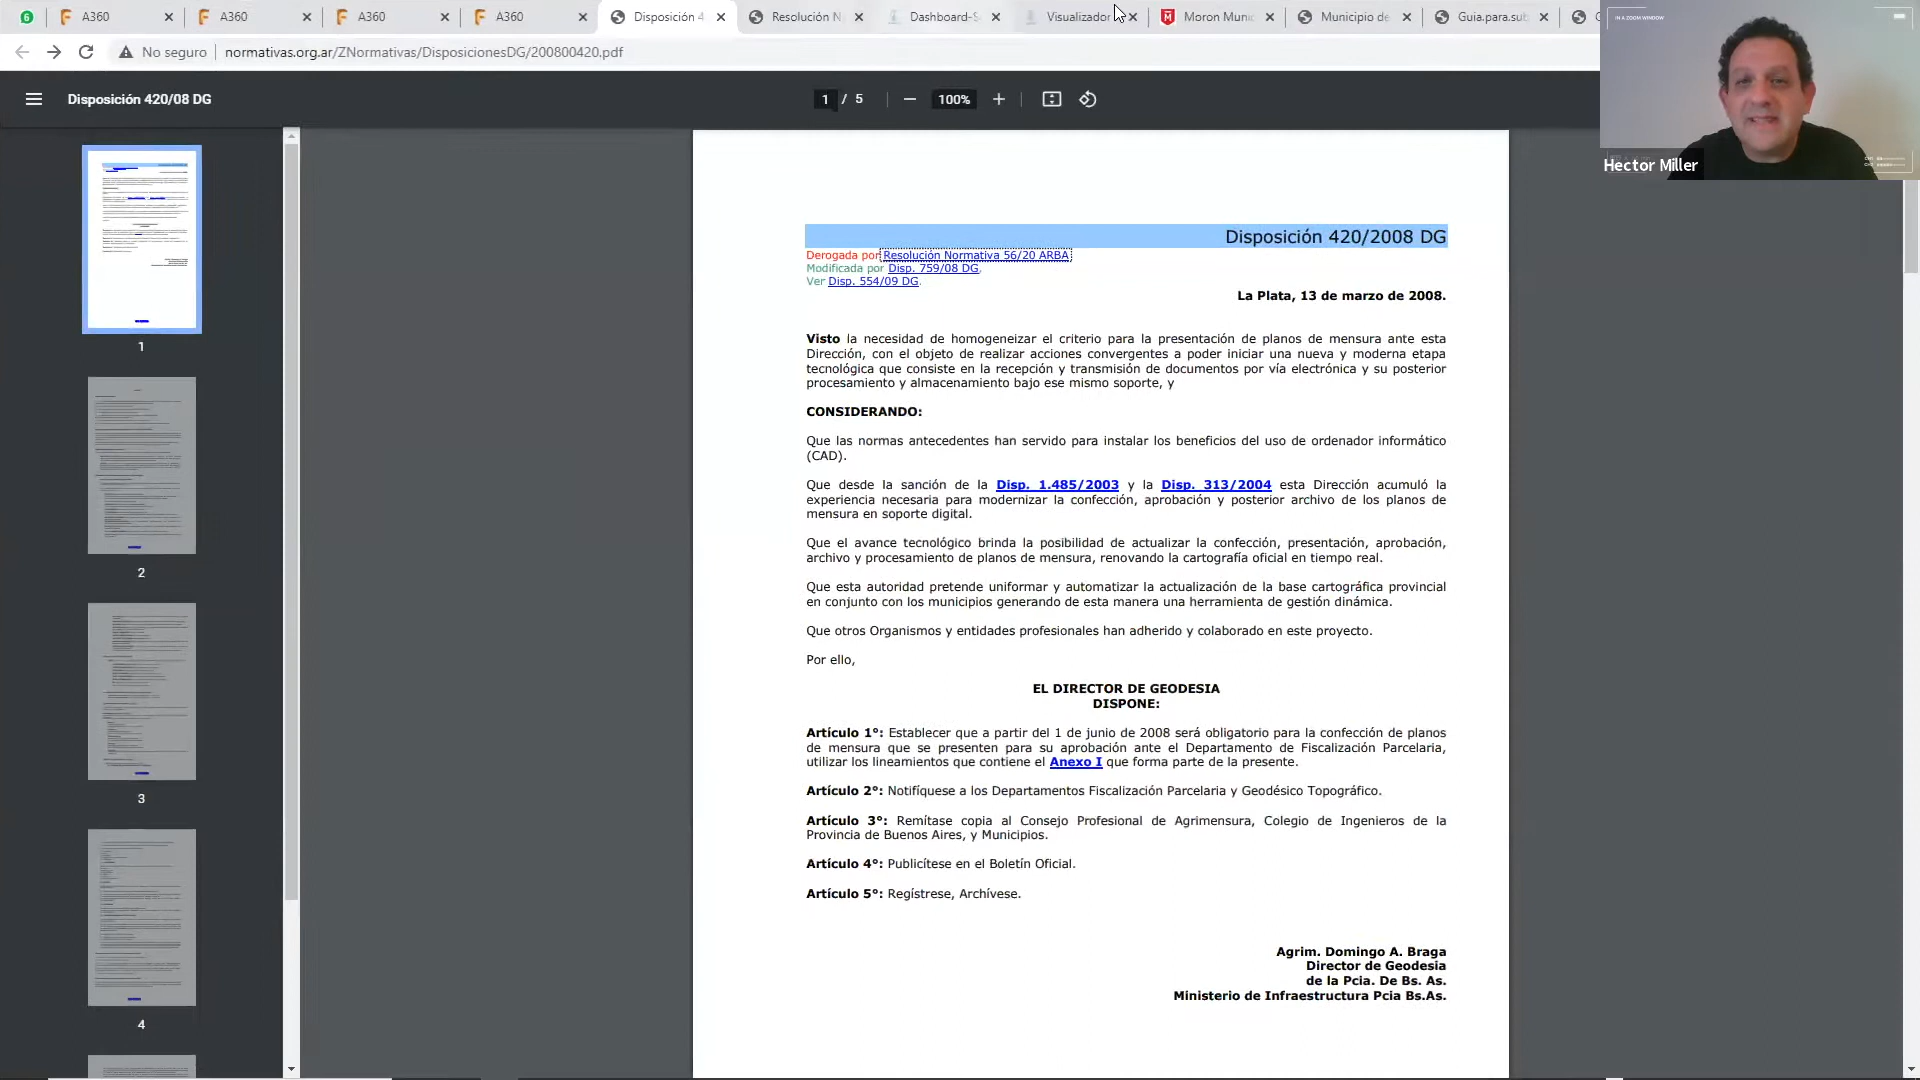 6 A360 A360 A360 A360 Disposición 4 Resolución N Dashboard-S Visualizador Moron Muni Municipio de Guia.para.sub
No seguro normativas.org.ar/ZNormativas/DisposicionesDG/200800420.pdf
IN A ZOOM WINDOW
Disposición 420/08 DG 1 / 5 100%
Hector Miller
Disposición 420/2008 DG
Derogada por Resolución Normativa 56/20 ARBA
Modificada por Disp. 759/08 DG.
Ver Disp. 554/09 DG.
La Plata, 13 de marzo de 2008.
Visto la necesidad de homogeneizar el criterio para la presentación de planos de mensura ante esta
Dirección, con el objeto de realizar acciones convergentes a poder iniciar una nueva y moderna etapa
tecnológica que consiste en la recepción y transmisión de documentos por vía electrónica y su posterior
procesamiento y almacenamiento bajo ese mismo soporte, y
CONSIDERANDO:
Que las normas antecedentes han servido para instalar los beneficios del uso de ordenador informático
(CAD).
Que desde la sanción de la Disp. 1.485/2003 y la Disp. 313/2004 esta Dirección acumuló la
experiencia necesaria para modernizar la confección, aprobación y posterior archivo de los planos de
mensura en soporte digital.
Que el avance tecnológico brinda la posibilidad de actualizar la confección, presentación, aprobación,
archivo y procesamiento de planos de mensura, renovando la cartografía oficial en tiempo real.
Que esta autoridad pretende uniformar y automatizar la actualización de la base cartográfica provincial
en conjunto con los municipios generando de esta manera una herramienta de gestión dinámica.
Que otros Organismos y entidades profesionales han adherido y colaborado en este proyecto.
Por ello,
EL DIRECTOR DE GEODESIA
DISPONE:
Artículo 1°: Establecer que a partir del 1 de junio de 2008 será obligatorio para la confección de planos
de mensura que se presenten para su aprobación ante el Departamento de Fiscalización Parcelaria,
utilizar los lineamientos que contiene el Anexo I que forma parte de la presente.
Artículo 2°: Notifíquese a los Departamentos Fiscalización Parcelaria y Geodésico Topográfico.
Artículo 3°: Remítase copia al Consejo Profesional de Agrimensura, Colegio de Ingenieros de la
Provincia de Buenos Aires, y Municipios.
Artículo 4°: Publicítese en el Boletín Oficial.
Artículo 5°: Regístrese, Archívese.
Agrim. Domingo A. Braga
Director de Geodesia
de la Pcia. De Bs. As.
Ministerio de Infraestructura Pcia Bs.As.
1
2
3
4